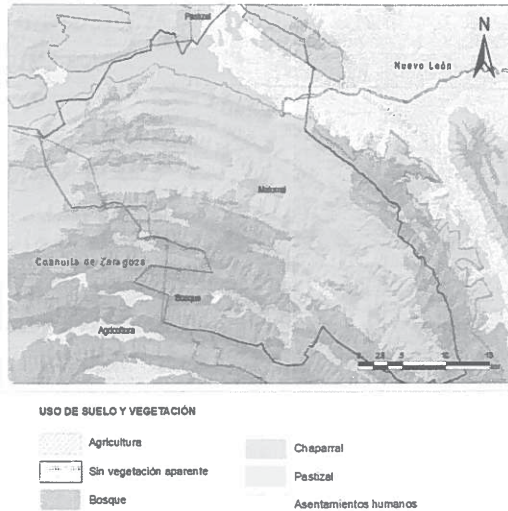 Pastizal
N
Nuevo León
Matorral
Coahuila de Zaragoza
Bosque
Agricultura
USO DE SUELO Y VEGETACIÓN
Agricultura
Sin vegetación aparente
Bosque
Chaparral
Pastizal
Asentamientos humanos